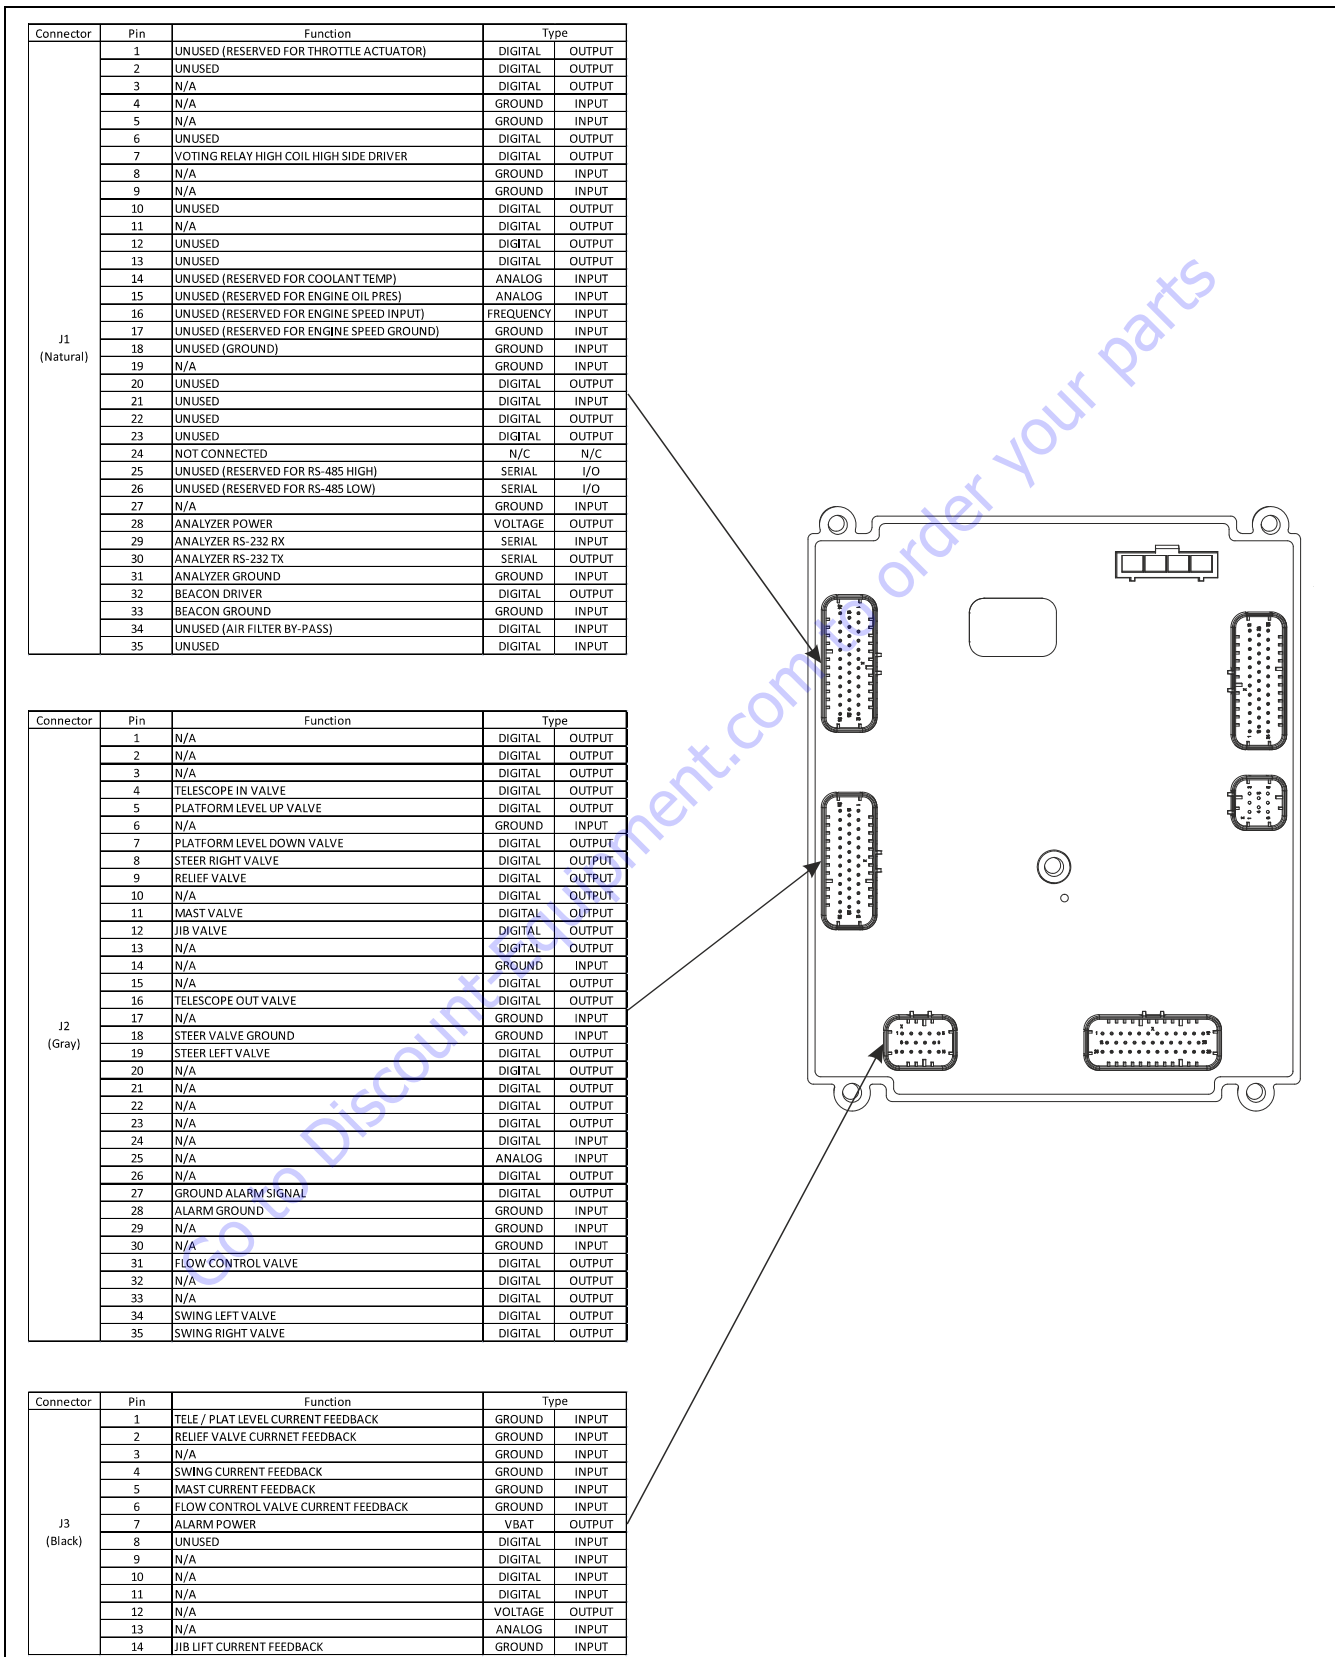 Connector Pin Function Type
J1
(Natural)
1 UNUSED (RESERVED FOR THROTTLE ACTUATOR) DIGITAL OUTPUT
2 UNUSED DIGITAL OUTPUT
3 N/A DIGITAL OUTPUT
4 N/A GROUND INPUT
5 N/A GROUND INPUT
6 UNUSED DIGITAL OUTPUT
7 VOTING RELAY HIGH COIL HIGH SIDE DRIVER DIGITAL OUTPUT
8 N/A GROUND INPUT
9 N/A GROUND INPUT
10 UNUSED DIGITAL OUTPUT
11 N/A DIGITAL OUTPUT
12 UNUSED DIGITAL OUTPUT
13 UNUSED DIGITAL OUTPUT
14 UNUSED (RESERVED FOR COOLANT TEMP) ANALOG INPUT
15 UNUSED (RESERVED FOR ENGINE OIL PRES) ANALOG INPUT
16 UNUSED (RESERVED FOR ENGINE SPEED INPUT) FREQUENCY INPUT
17 UNUSED (RESERVED FOR ENGINE SPEED GROUND) GROUND INPUT
18 UNUSED (GROUND) GROUND INPUT
19 N/A GROUND INPUT
20 UNUSED DIGITAL OUTPUT
21 UNUSED DIGITAL INPUT
22 UNUSED DIGITAL OUTPUT
23 UNUSED DIGITAL OUTPUT
24 NOT CONNECTED N/C N/C
25 UNUSED (RESERVED FOR RS-485 HIGH) SERIAL I/O
26 UNUSED (RESERVED FOR RS-485 LOW) SERIAL I/O
27 N/A GROUND INPUT
28 ANALYZER POWER VOLTAGE OUTPUT
29 ANALYZER RS-232 RX SERIAL INPUT
30 ANALYZER RS-232 TX SERIAL OUTPUT
31 ANALYZER GROUND GROUND INPUT
32 BEACON DRIVER DIGITAL OUTPUT
33 BEACON GROUND GROUND INPUT
34 UNUSED (AIR FILTER BY-PASS) DIGITAL INPUT
35 UNUSED DIGITAL INPUT
Connector Pin Function Type
J2
(Gray)
1 N/A DIGITAL OUTPUT
2 N/A DIGITAL OUTPUT
3 N/A DIGITAL OUTPUT
4 TELESCOPE IN VALVE DIGITAL OUTPUT
5 PLATFORM LEVEL UP VALVE DIGITAL OUTPUT
6 N/A GROUND INPUT
7 PLATFORM LEVEL DOWN VALVE DIGITAL OUTPUT
8 STEER RIGHT VALVE DIGITAL OUTPUT
9 RELIEF VALVE DIGITAL OUTPUT
10 N/A DIGITAL OUTPUT
11 MAST VALVE DIGITAL OUTPUT
12 JIB VALVE DIGITAL OUTPUT
13 N/A DIGITAL OUTPUT
14 N/A GROUND INPUT
15 N/A DIGITAL OUTPUT
16 TELESCOPE OUT VALVE DIGITAL OUTPUT
17 N/A GROUND INPUT
18 STEER VALVE GROUND GROUND INPUT
19 STEER LEFT VALVE DIGITAL OUTPUT
20 N/A DIGITAL OUTPUT
21 N/A DIGITAL OUTPUT
22 N/A DIGITAL OUTPUT
23 N/A DIGITAL OUTPUT
24 N/A DIGITAL INPUT
25 N/A ANALOG INPUT
26 N/A DIGITAL OUTPUT
27 GROUND ALARM SIGNAL DIGITAL OUTPUT
28 ALARM GROUND GROUND INPUT
29 N/A GROUND INPUT
30 N/A GROUND INPUT
31 FLOW CONTROL VALVE DIGITAL OUTPUT
32 N/A DIGITAL OUTPUT
33 N/A DIGITAL OUTPUT
34 SWING LEFT VALVE DIGITAL OUTPUT
35 SWING RIGHT VALVE DIGITAL OUTPUT
Connector Pin Function Type
J3
(Black)
1 TELE / PLAT LEVEL CURRENT FEEDBACK GROUND INPUT
2 RELIEF VALVE CURRNET FEEDBACK GROUND INPUT
3 N/A GROUND INPUT
4 SWING CURRENT FEEDBACK GROUND INPUT
5 MAST CURRENT FEEDBACK GROUND INPUT
6 FLOW CONTROL VALVE CURRENT FEEDBACK GROUND INPUT
7 ALARM POWER VBAT OUTPUT
8 UNUSED DIGITAL INPUT
9 N/A DIGITAL INPUT
10 N/A DIGITAL INPUT
11 N/A DIGITAL INPUT
12 N/A VOLTAGE OUTPUT
13 N/A ANALOG INPUT
14 JIB LIFT CURRENT FEEDBACK GROUND INPUT
Go to Discount-Equipment.com to order your parts